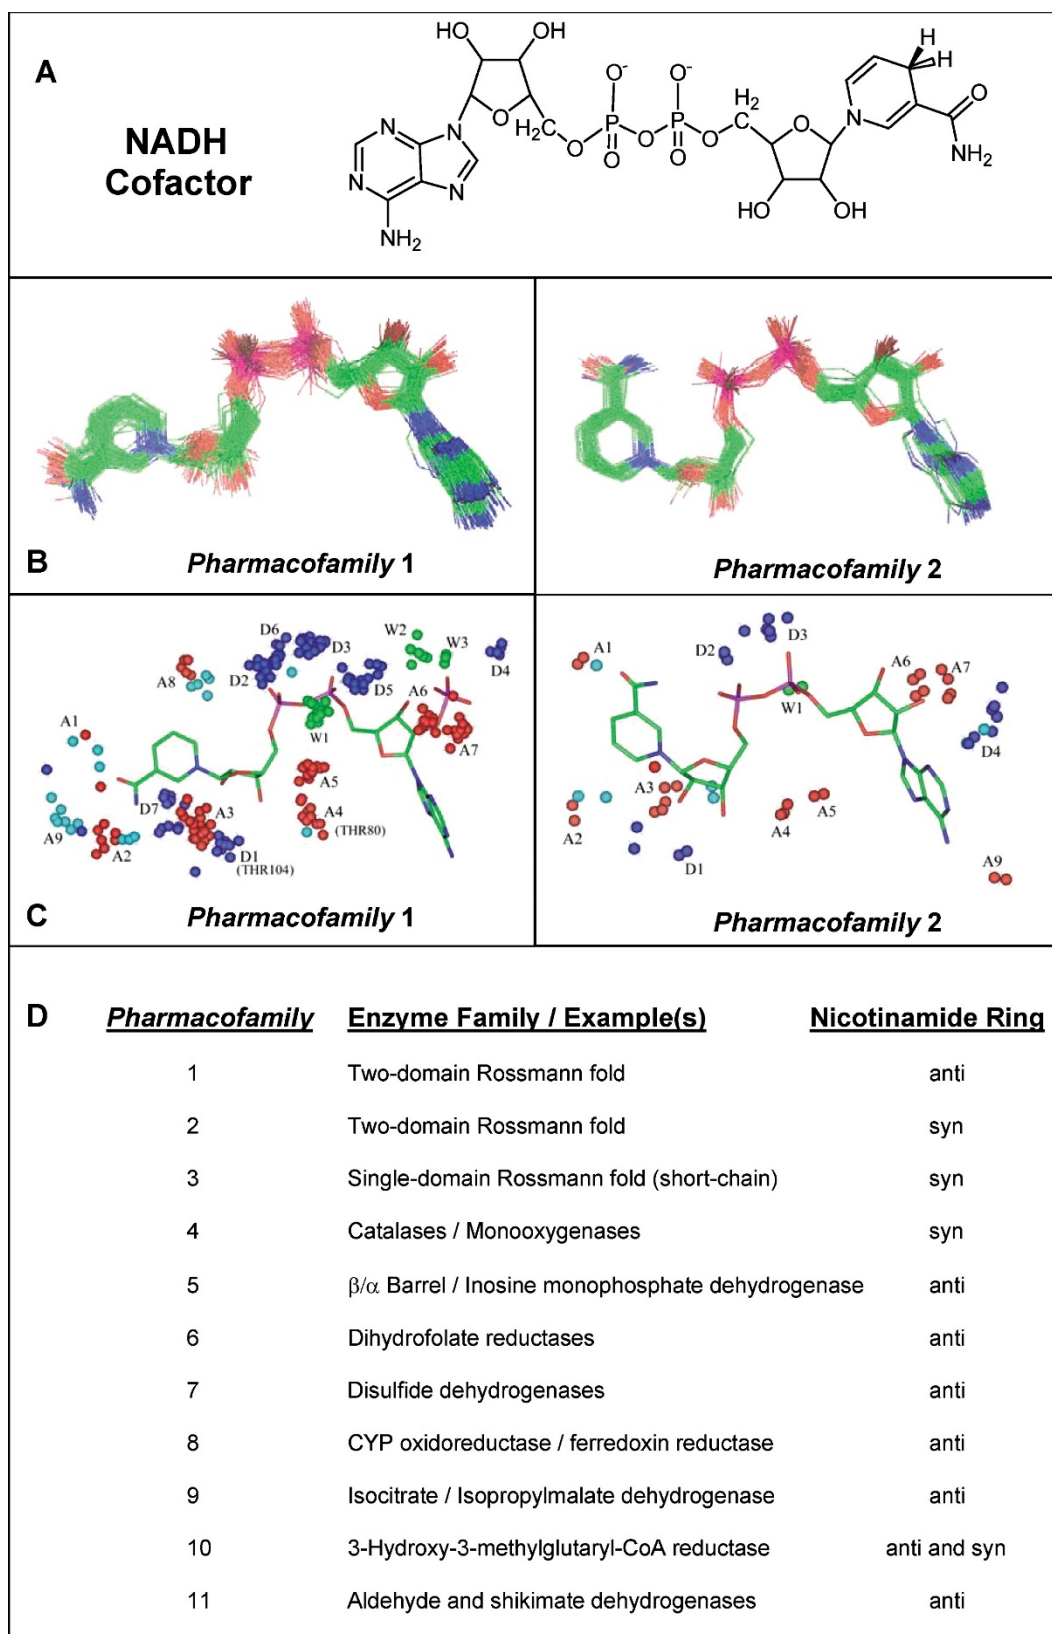 A
NADH
Cofactor
HO OH
O⁻ O⁻
H
H
N N
N N
NH₂
O
H₂C
O
P
O
O
P
O
O
H₂
C
O
N
O
NH₂
HO OH
B
Pharmacofamily 1
Pharmacofamily 2
C
D6
D3
W2
W3
D4
A8
D2
D5
A6
A1
W1
A7
A5
D7
A3
A4
(THR80)
A9
A2
D1
(THR104)
Pharmacofamily 1
A1
D2
D3
A6
A7
W1
D4
A3
A2
A4
A5
D1
A9
Pharmacofamily 2
D
Pharmacofamily Enzyme Family / Example(s) Nicotinamide Ring
1 Two-domain Rossmann fold anti
2 Two-domain Rossmann fold syn
3 Single-domain Rossmann fold (short-chain) syn
4 Catalases / Monooxygenases syn
5 β/α Barrel / Inosine monophosphate dehydrogenase anti
6 Dihydrofolate reductases anti
7 Disulfide dehydrogenases anti
8 CYP oxidoreductase / ferredoxin reductase anti
9 Isocitrate / Isopropylmalate dehydrogenase anti
10 3-Hydroxy-3-methylglutaryl-CoA reductase anti and syn
11 Aldehyde and shikimate dehydrogenases anti